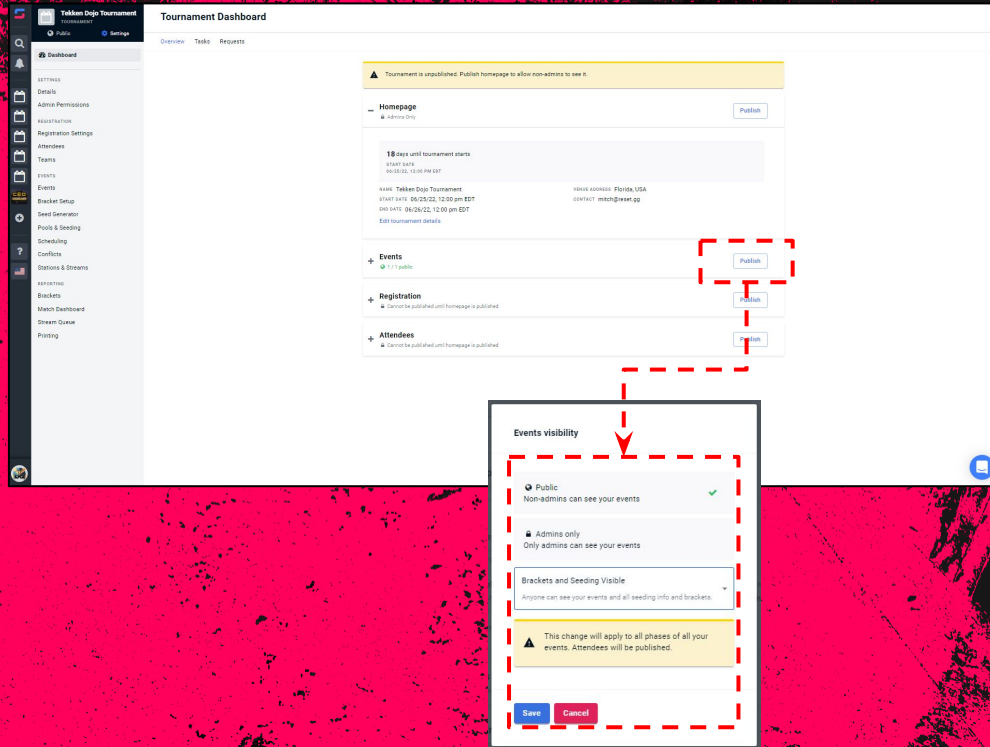 Tekken Dojo Tournament
TOURNAMENT
Public
Settings
Dashboard
SETTINGS
Details
Admin Permissions
REGISTRATION
Registration Settings
Attendees
Teams
EVENTS
Events
Bracket Setup
Seed Generator
Pools & Seeding
Scheduling
Conflicts
Stations & Streams
REPORTING
Brackets
Match Dashboard
Stream Queue
Printing
?
Tournament Dashboard
Overview Tasks Requests
Tournament is unpublished. Publish homepage to allow non-admins to see it.
Homepage
Admins Only
Publish
18 days until tournament starts
START DATE
06/25/22, 12:00 PM EDT
NAME Tekken Dojo Tournament
START DATE 06/25/22, 12:00 pm EDT
END DATE 06/26/22, 12:00 pm EDT
Edit tournament details
VENUE ADDRESS Florida, USA
CONTACT mitch@reset.gg
Events
1 / 1 public
Publish
Registration
Cannot be published until homepage is published
Publish
Attendees
Cannot be published until homepage is published
Publish
Events visibility
Public
Non-admins can see your events
Admins only
Only admins can see your events
Brackets and Seeding Visible
Anyone can see your events and all seeding info and brackets.
This change will apply to all phases of all your
events. Attendees will be published.
Save Cancel